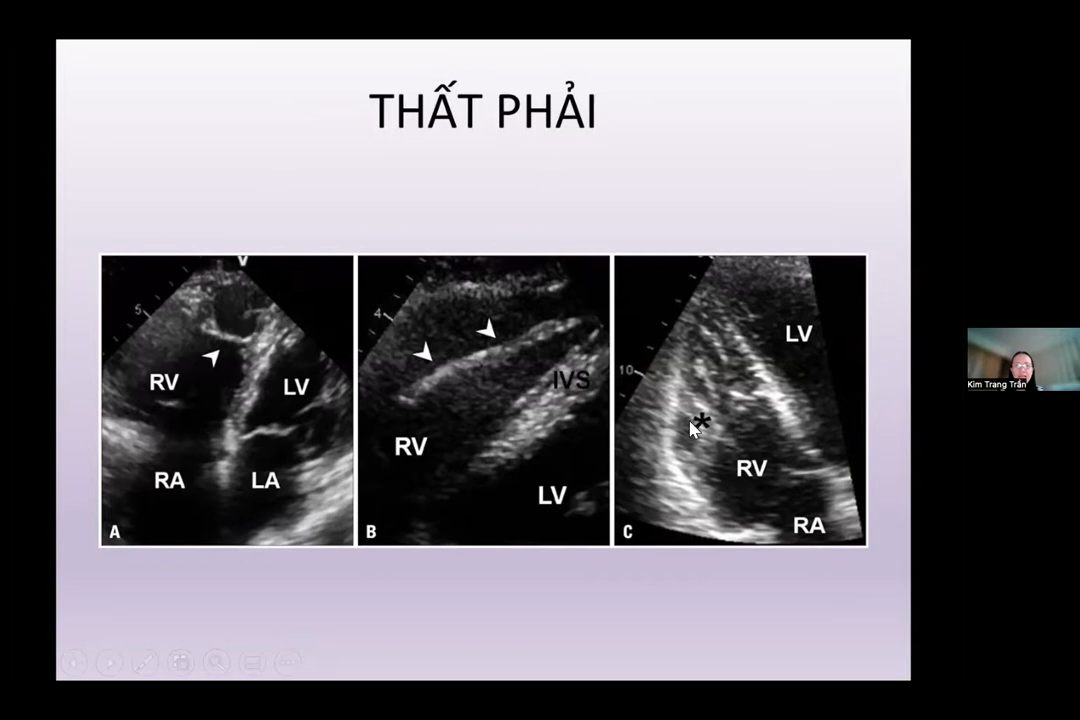 THẤT PHẢI
V
5
RV
LV
RA
LA
A
4
IVS
RV
LV
B
LV
10
*
RV
RA
C
Kim Trang Trần